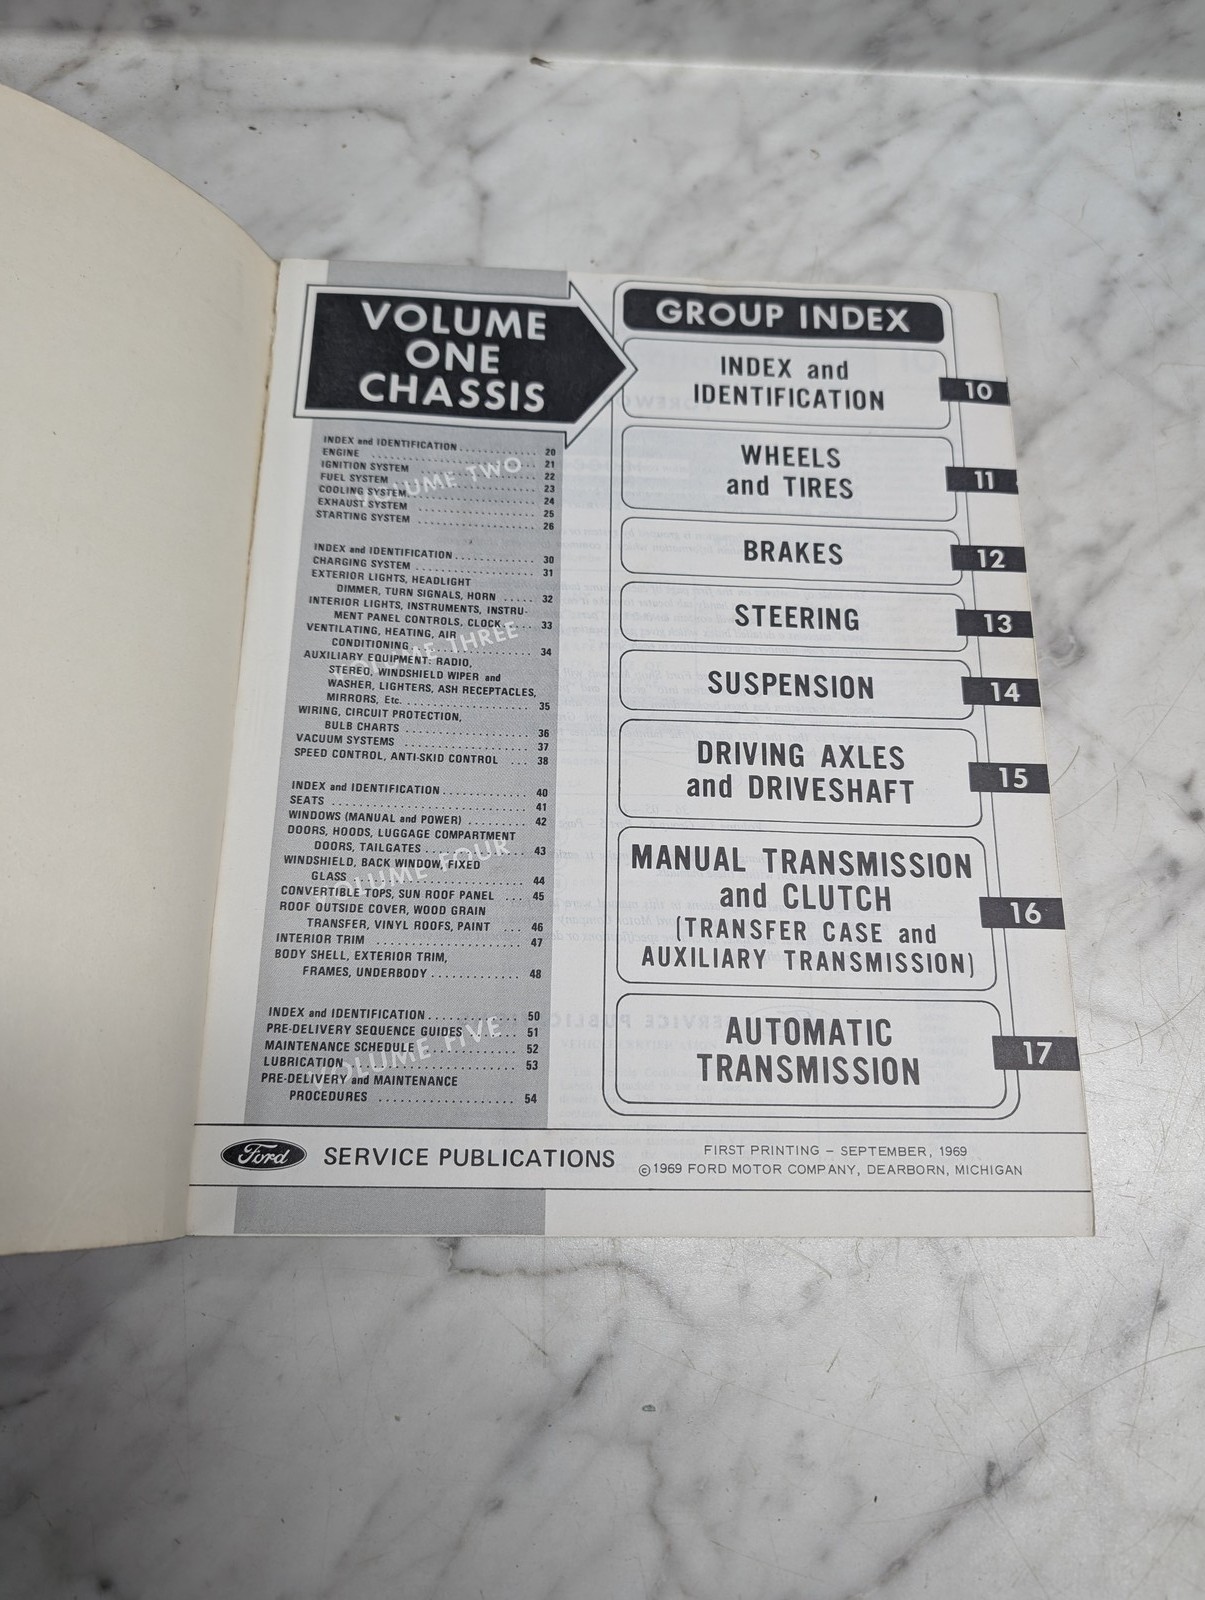 VOLUME
ONE
CHASSIS
INDEX and IDENTIFICATION . . . . . . . . . . . 20
ENGINE . . . . . . . . . . . . . . . . . . . . . . . . 21
IGNITION SYSTEM . . . . . . . . . . . . . . . . 22
FUEL SYSTEM . . . . . . . . . . . . . . . . . . . 23
COOLING SYSTEM . . . . . . . . . . . . . . . . 24
EXHAUST SYSTEM . . . . . . . . . . . . . . . . 25
STARTING SYSTEM . . . . . . . . . . . . . . . 26
VOLUME TWO
INDEX and IDENTIFICATION . . . . . . . . . . . 30
CHARGING SYSTEM . . . . . . . . . . . . . . . 31
EXTERIOR LIGHTS, HEADLIGHT
DIMMER, TURN SIGNALS, HORN . . . . . 32
INTERIOR LIGHTS, INSTRUMENTS, INSTRU-
MENT PANEL CONTROLS, CLOCK . . . . 33
VENTILATING, HEATING, AIR
CONDITIONING . . . . . . . . . . . . . . . . . 34
AUXILIARY EQUIPMENT: RADIO,
STEREO, WINDSHIELD WIPER and
WASHER, LIGHTERS, ASH RECEPTACLES,
MIRRORS, Etc. . . . . . . . . . . . . . . . . . 35
WIRING, CIRCUIT PROTECTION,
BULB CHARTS . . . . . . . . . . . . . . . . . 36
VACUUM SYSTEMS . . . . . . . . . . . . . . . . 37
SPEED CONTROL, ANTI-SKID CONTROL . . . 38
VOLUME THREE
INDEX and IDENTIFICATION . . . . . . . . . . . 40
SEATS . . . . . . . . . . . . . . . . . . . . . . . . . 41
WINDOWS (MANUAL and POWER) . . . . . . . 42
DOORS, HOODS, LUGGAGE COMPARTMENT
DOORS, TAILGATES . . . . . . . . . . . . . . 43
WINDSHIELD, BACK WINDOW, FIXED
GLASS . . . . . . . . . . . . . . . . . . . . . . . 44
CONVERTIBLE TOPS, SUN ROOF PANEL . . . 45
ROOF OUTSIDE COVER, WOOD GRAIN
TRANSFER, VINYL ROOFS, PAINT . . . 46
INTERIOR TRIM . . . . . . . . . . . . . . . . . . 47
BODY SHELL, EXTERIOR TRIM,
FRAMES, UNDERBODY . . . . . . . . . . . . 48
VOLUME FOUR
INDEX and IDENTIFICATION . . . . . . . . . . . 50
PRE-DELIVERY SEQUENCE GUIDES . . . . . . 51
MAINTENANCE SCHEDULE . . . . . . . . . . . 52
LUBRICATION . . . . . . . . . . . . . . . . . . . . 53
PRE-DELIVERY and MAINTENANCE
PROCEDURES . . . . . . . . . . . . . . . . . . 54
VOLUME FIVE
GROUP INDEX
INDEX and
IDENTIFICATION
10
WHEELS
and TIRES
11
BRAKES
12
STEERING
13
SUSPENSION
14
DRIVING AXLES
and DRIVESHAFT
15
MANUAL TRANSMISSION
and CLUTCH
(TRANSFER CASE and
AUXILIARY TRANSMISSION)
16
AUTOMATIC
TRANSMISSION
17
Ford SERVICE PUBLICATIONS
FIRST PRINTING – SEPTEMBER, 1969
©1969 FORD MOTOR COMPANY, DEARBORN, MICHIGAN